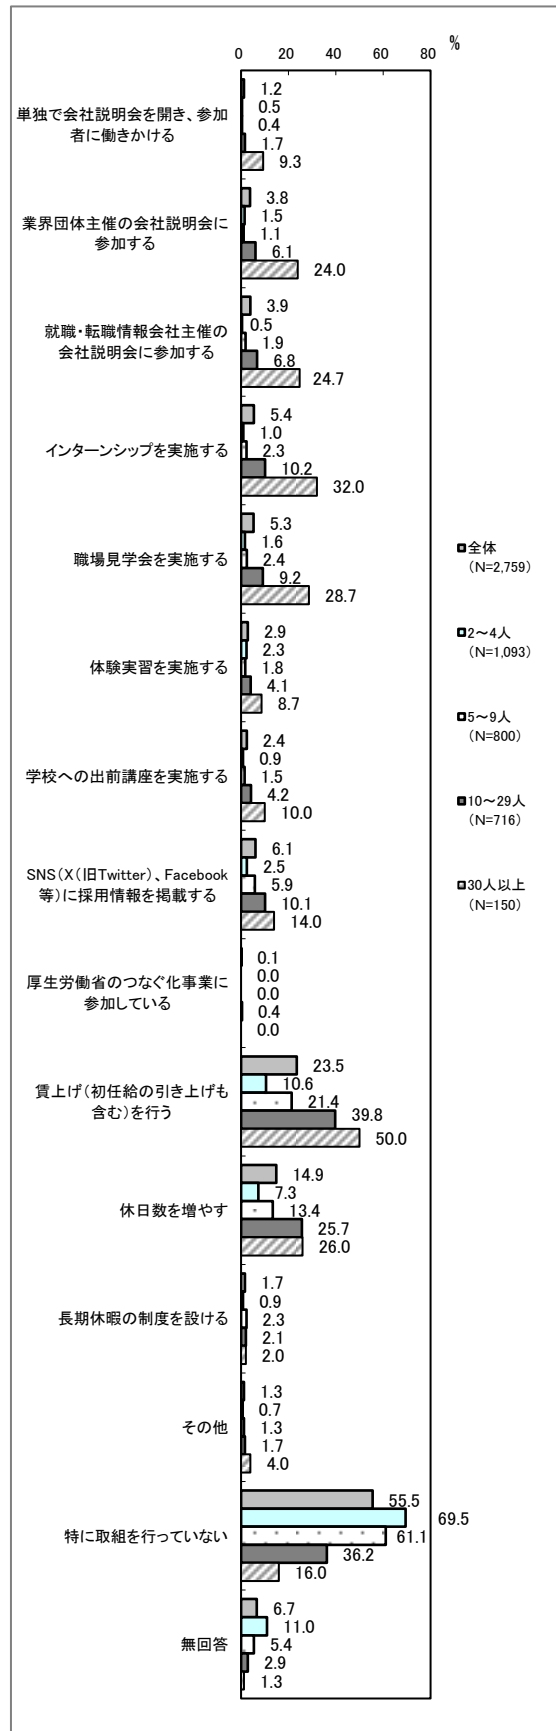 %
0 20 40 60 80
単独で会社説明会を開き、参加
者に働きかける
1.2
0.5
0.4
1.7
9.3
業界団体主催の会社説明会に
参加する
3.8
1.5
1.1
6.1
24.0
就職・転職情報会社主催の
会社説明会に参加する
3.9
0.5
1.9
6.8
24.7
インターンシップを実施する
5.4
1.0
2.3
10.2
32.0
職場見学会を実施する
5.3
1.6
2.4
9.2
28.7
体験実習を実施する
2.9
2.3
1.8
4.1
8.7
学校への出前講座を実施する
2.4
0.9
1.5
4.2
10.0
SNS(X(旧Twitter)、Facebook
等)に採用情報を掲載する
6.1
2.5
5.9
10.1
14.0
厚生労働省のつなぐ化事業に
参加している
0.1
0.0
0.0
0.4
0.0
賃上げ(初任給の引き上げも
含む)を行う
23.5
10.6
21.4
39.8
50.0
休日数を増やす
14.9
7.3
13.4
25.7
26.0
長期休暇の制度を設ける
1.7
0.9
2.3
2.1
2.0
その他
1.3
0.7
1.3
1.7
4.0
特に取組を行っていない
55.5
69.5
61.1
36.2
16.0
無回答
6.7
11.0
5.4
2.9
1.3
全体
(N=2,759)
2~4人
(N=1,093)
5~9人
(N=800)
10~29人
(N=716)
30人以上
(N=150)